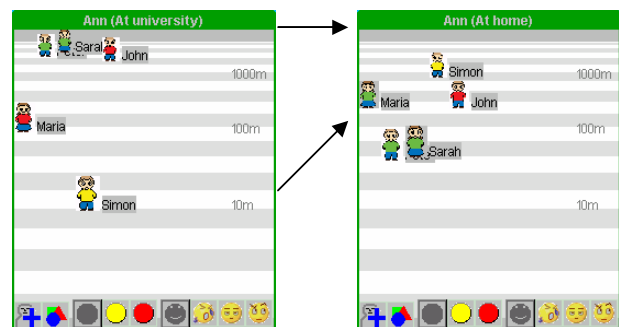 Ann (At university)
Sarah
John
1000m
Maria
100m
Simon
10m
Ann (At home)
Simon
1000m
Maria
John
100m
Sarah
10m